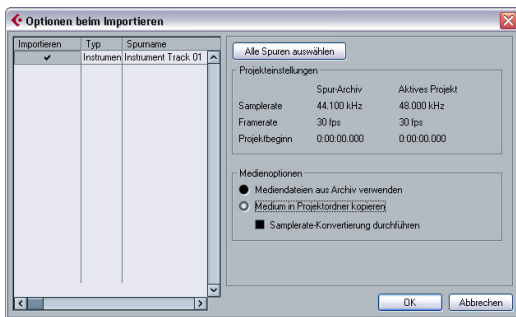 Optionen beim Importieren
Importieren Typ Spurname
Instrumen Instrument Track 01
Alle Spuren auswählen
Projekteinstellungen
Spur-Archiv Aktives Projekt
Samplerate 44.100 kHz 48.000 kHz
Framerate 30 fps 30 fps
Projektbeginn 0:00:00.000 0:00:00.000
Medienoptionen
Mediendateien aus Archiv verwenden
Medium in Projektordner kopieren
Samplerate-Konvertierung durchführen
OK Abbrechen